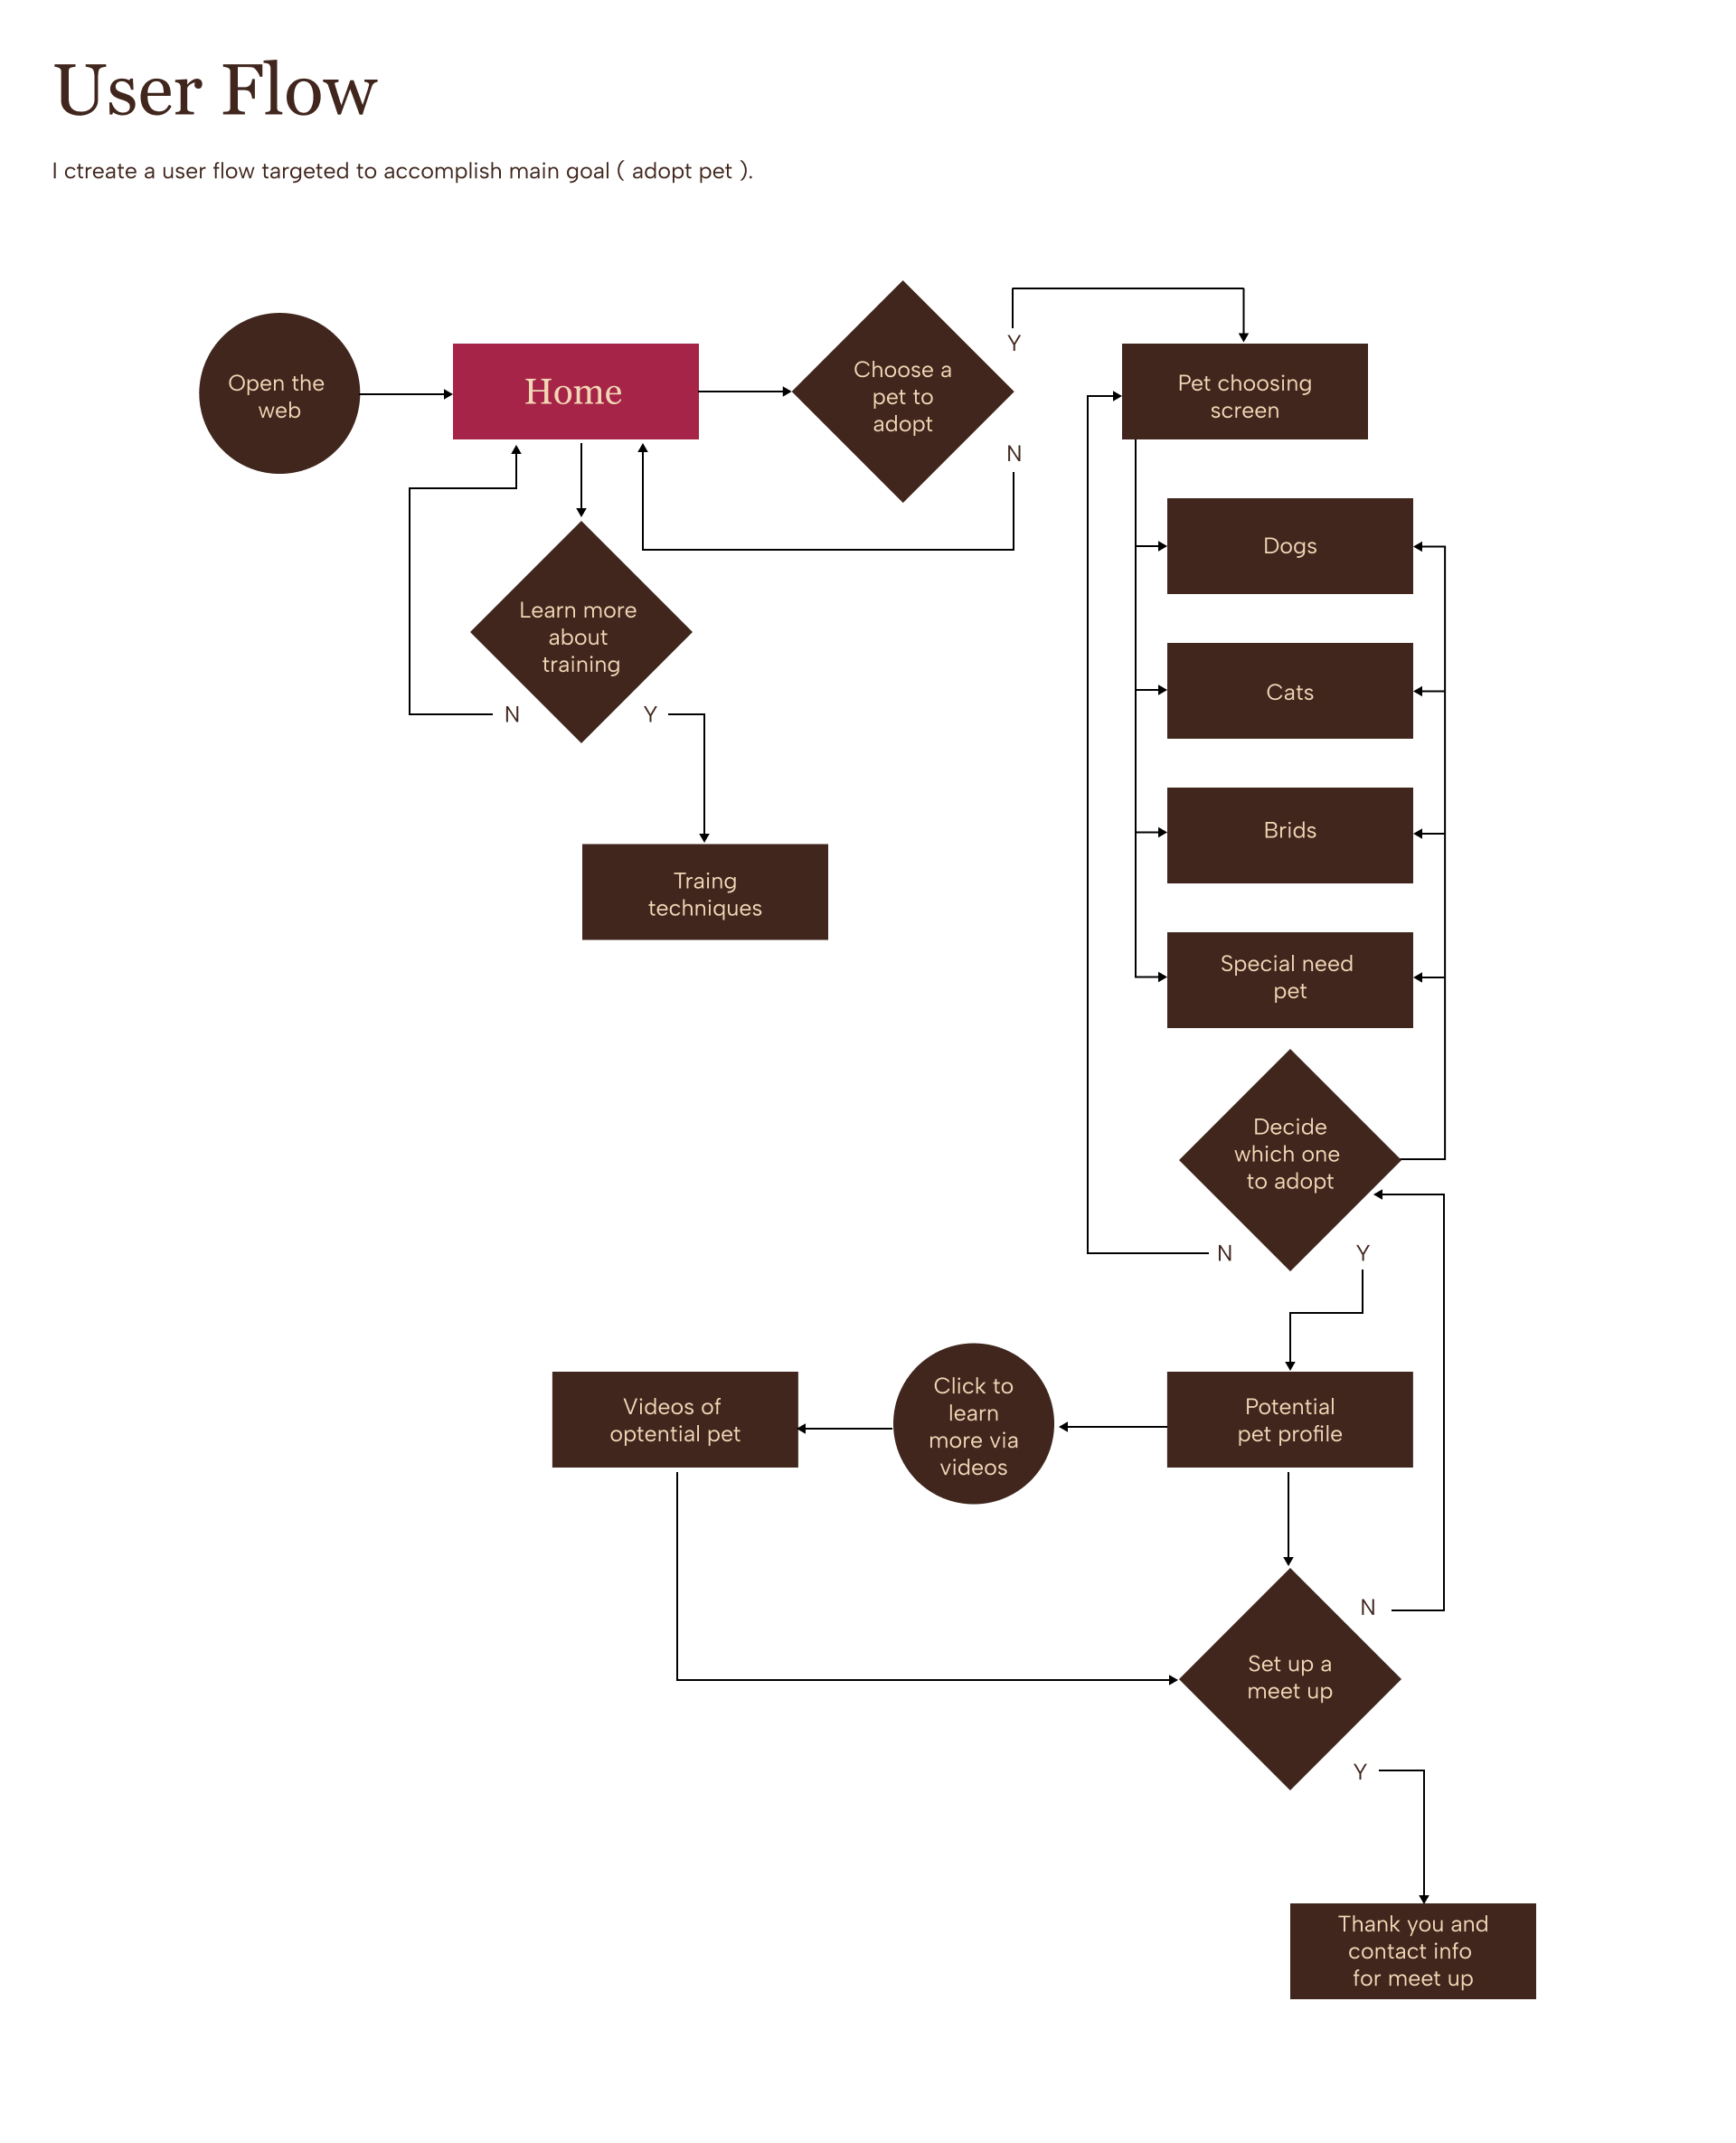 User Flow
I ctreate a user flow targeted to accomplish main goal ( adopt pet ).
Open the
web
Home
Choose a
pet to
adopt
Y
N
Pet choosing
screen
Learn more
about
training
N
Y
Traing
techniques
Dogs
Cats
Brids
Special need
pet
Decide
which one
to adopt
N
Y
Potential
pet profile
Click to
learn
more via
videos
Videos of
optential pet
N
Set up a
meet up
Y
Thank you and
contact info
for meet up